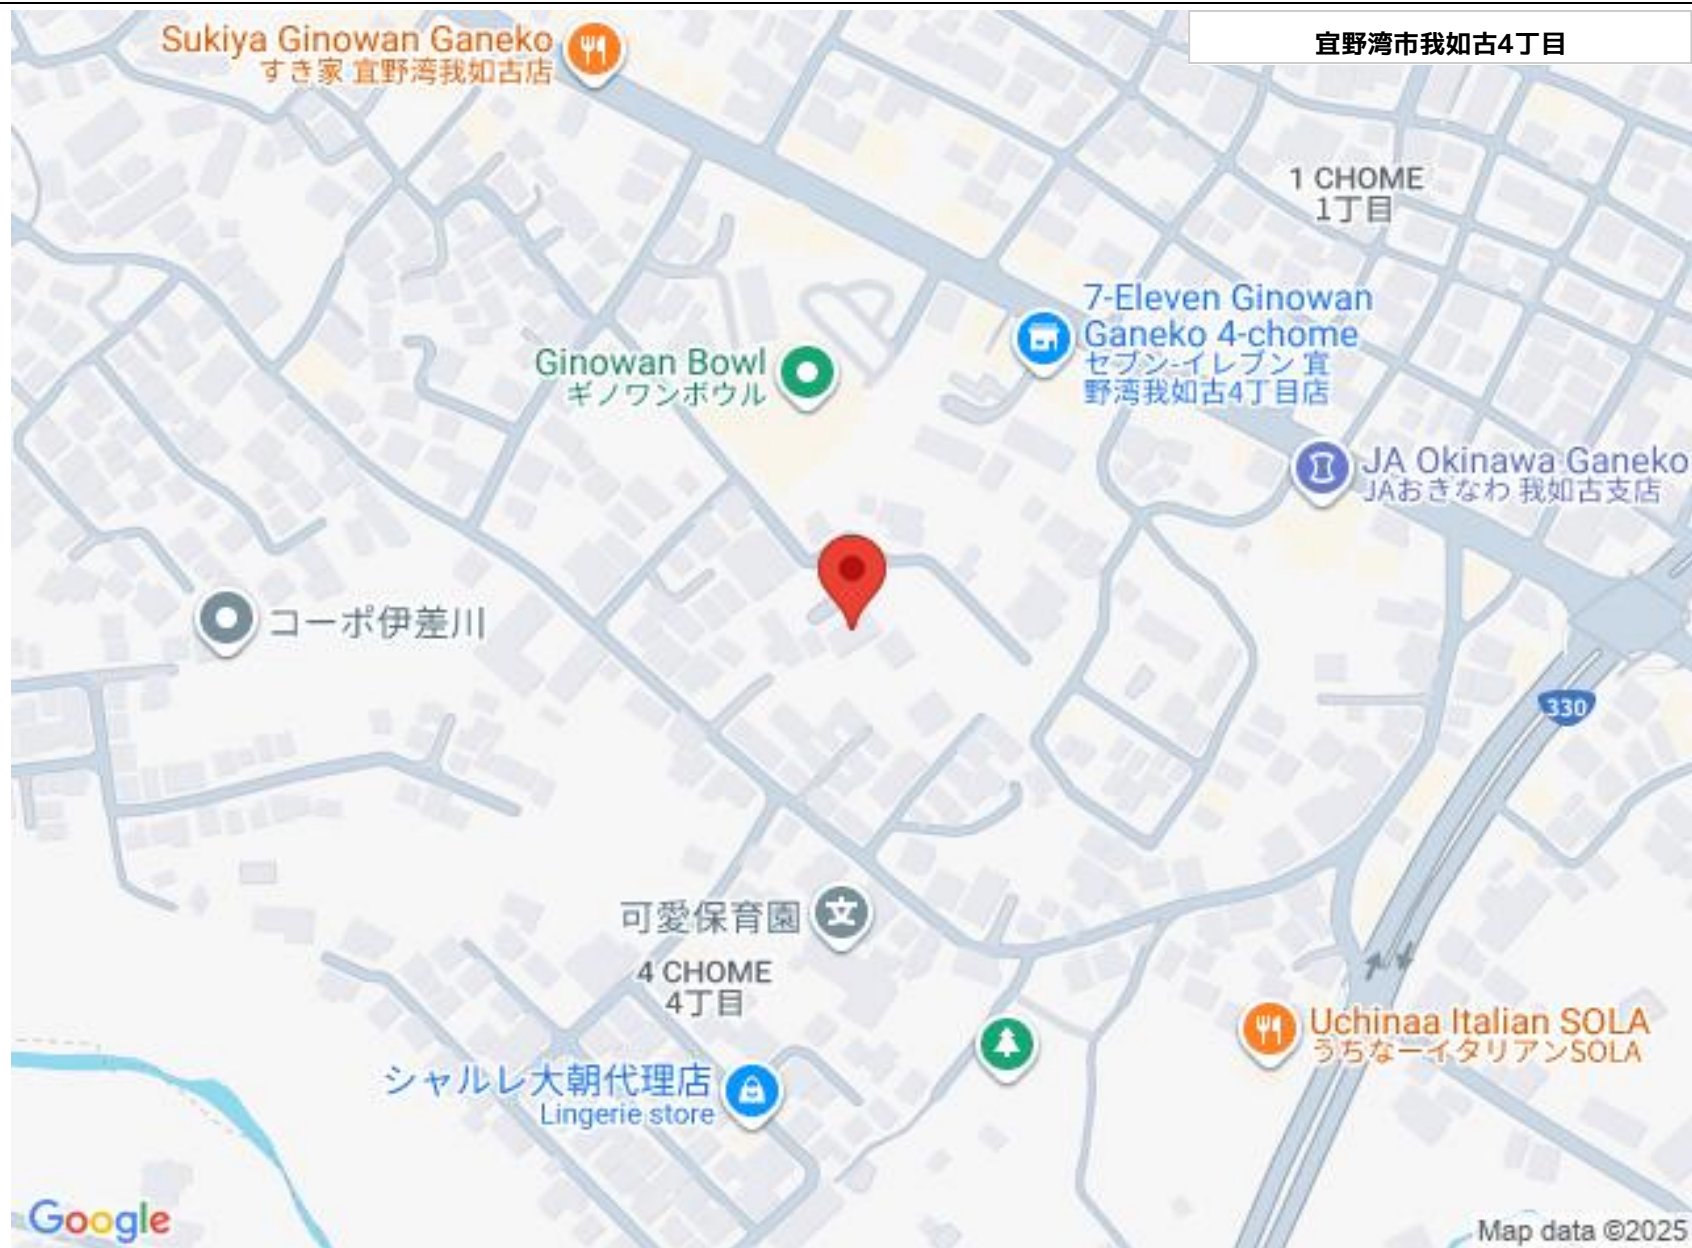 宜野湾市我如古4丁目
Sukiya Ginowan Ganeko
すき家 宜野湾我如古店
1 CHOME
1丁目
7-Eleven Ginowan
Ganeko 4-chome
セブン-イレブン 宜
野湾我如古4丁目店
Ginowan Bowl
ギノワンボウル
JA Okinawa Ganeko
JAおきなわ 我如古支店
コーポ伊差川
330
可愛保育園
文
4 CHOME
4丁目
Uchinaa Italian SOLA
うちなーイタリアンSOLA
シャルレ大朝代理店
Lingerie store
Google
Map data ©2025